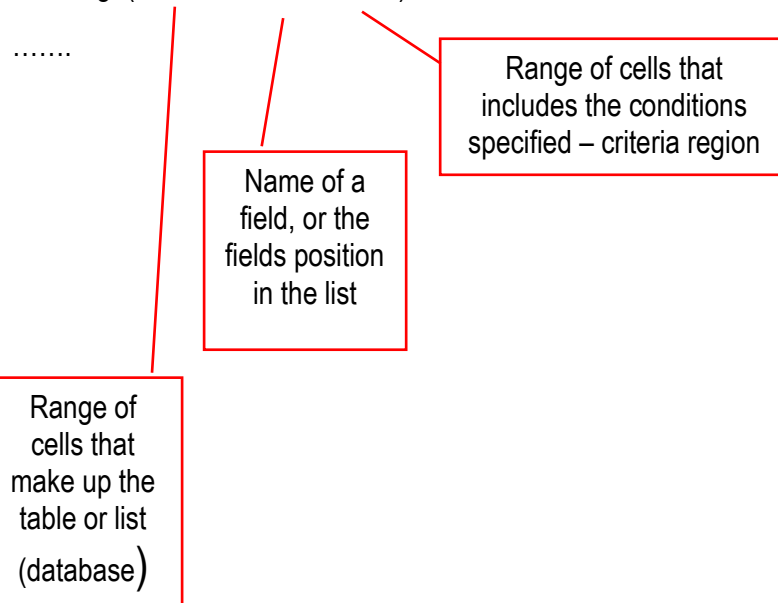 …….
Range of cells that
includes the conditions
specified – criteria region
Name of a
field, or the
fields position
in the list
Range of
cells that
make up the
table or list
(database)